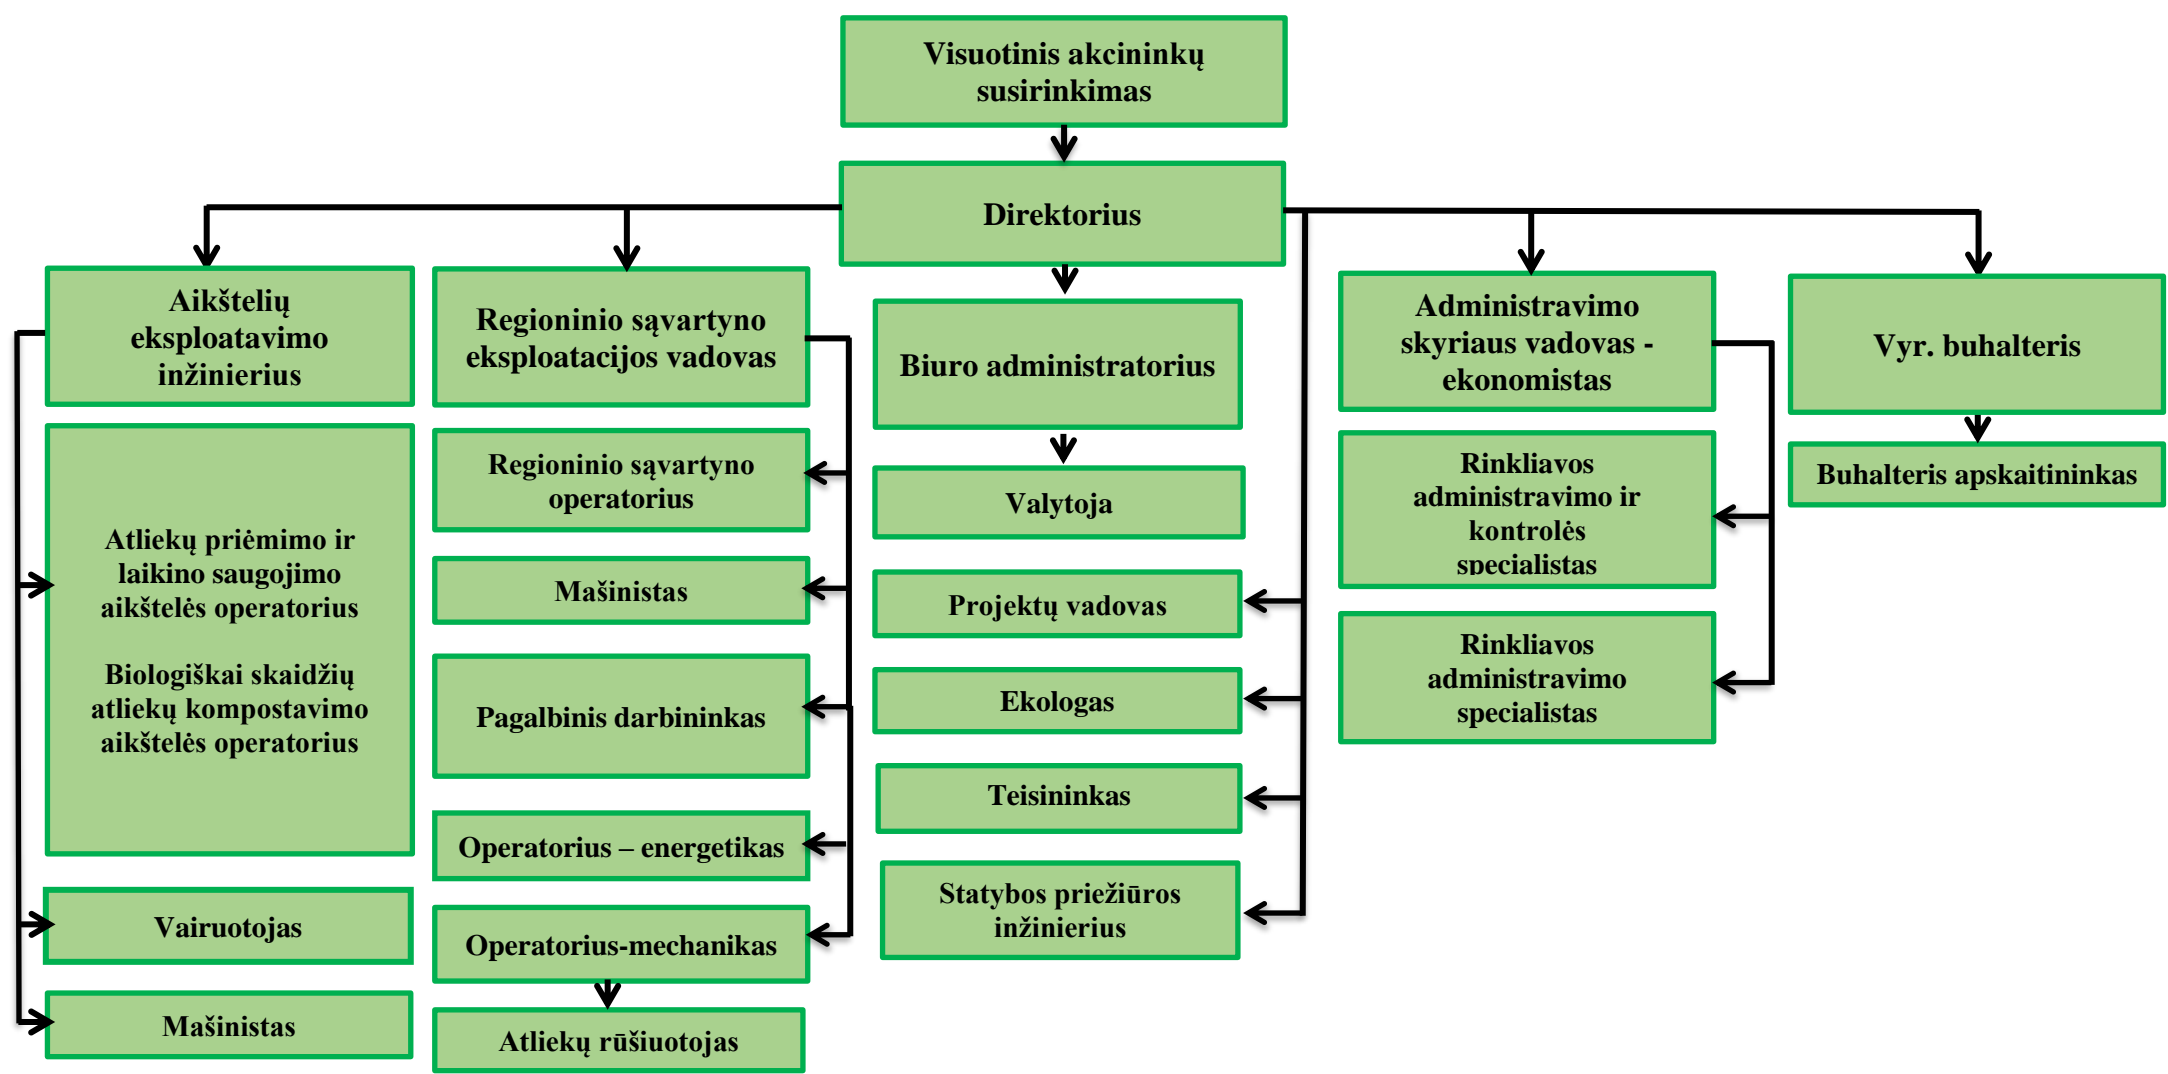 Visuotinis akcininkų
susirinkimas
Direktorius
Aikštelių
eksploatavimo
inžinierius
Atliekų priėmimo ir
laikino saugojimo
aikštelės operatorius
Biologiškai skaidžių
atliekų kompostavimo
aikštelės operatorius
Vairuotojas
Mašinistas
Regioninio sąvartyno
eksploatacijos vadovas
Regioninio sąvartyno
operatorius
Mašinistas
Pagalbinis darbininkas
Operatorius – energetikas
Operatorius-mechanikas
Atliekų rūšiuotojas
Biuro administratorius
Valytoja
Projektų vadovas
Ekologas
Teisininkas
Statybos priežiūros
inžinierius
Administravimo
skyriaus vadovas -
ekonomistas
Rinkliavos
administravimo ir
kontrolės
specialistas
Rinkliavos
administravimo
specialistas
Vyr. buhalteris
Buhalteris apskaitininkas